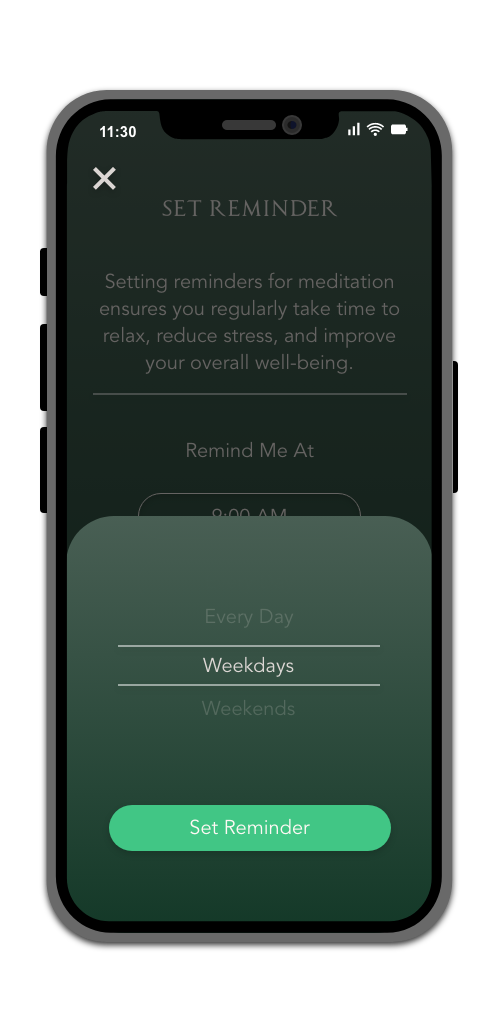 11:30
SET REMINDER
Setting reminders for meditation
ensures you regularly take time to
relax, reduce stress, and improve
your overall well-being.
Remind Me At
9:00 AM
Every Day
Weekdays
Weekends
Set Reminder